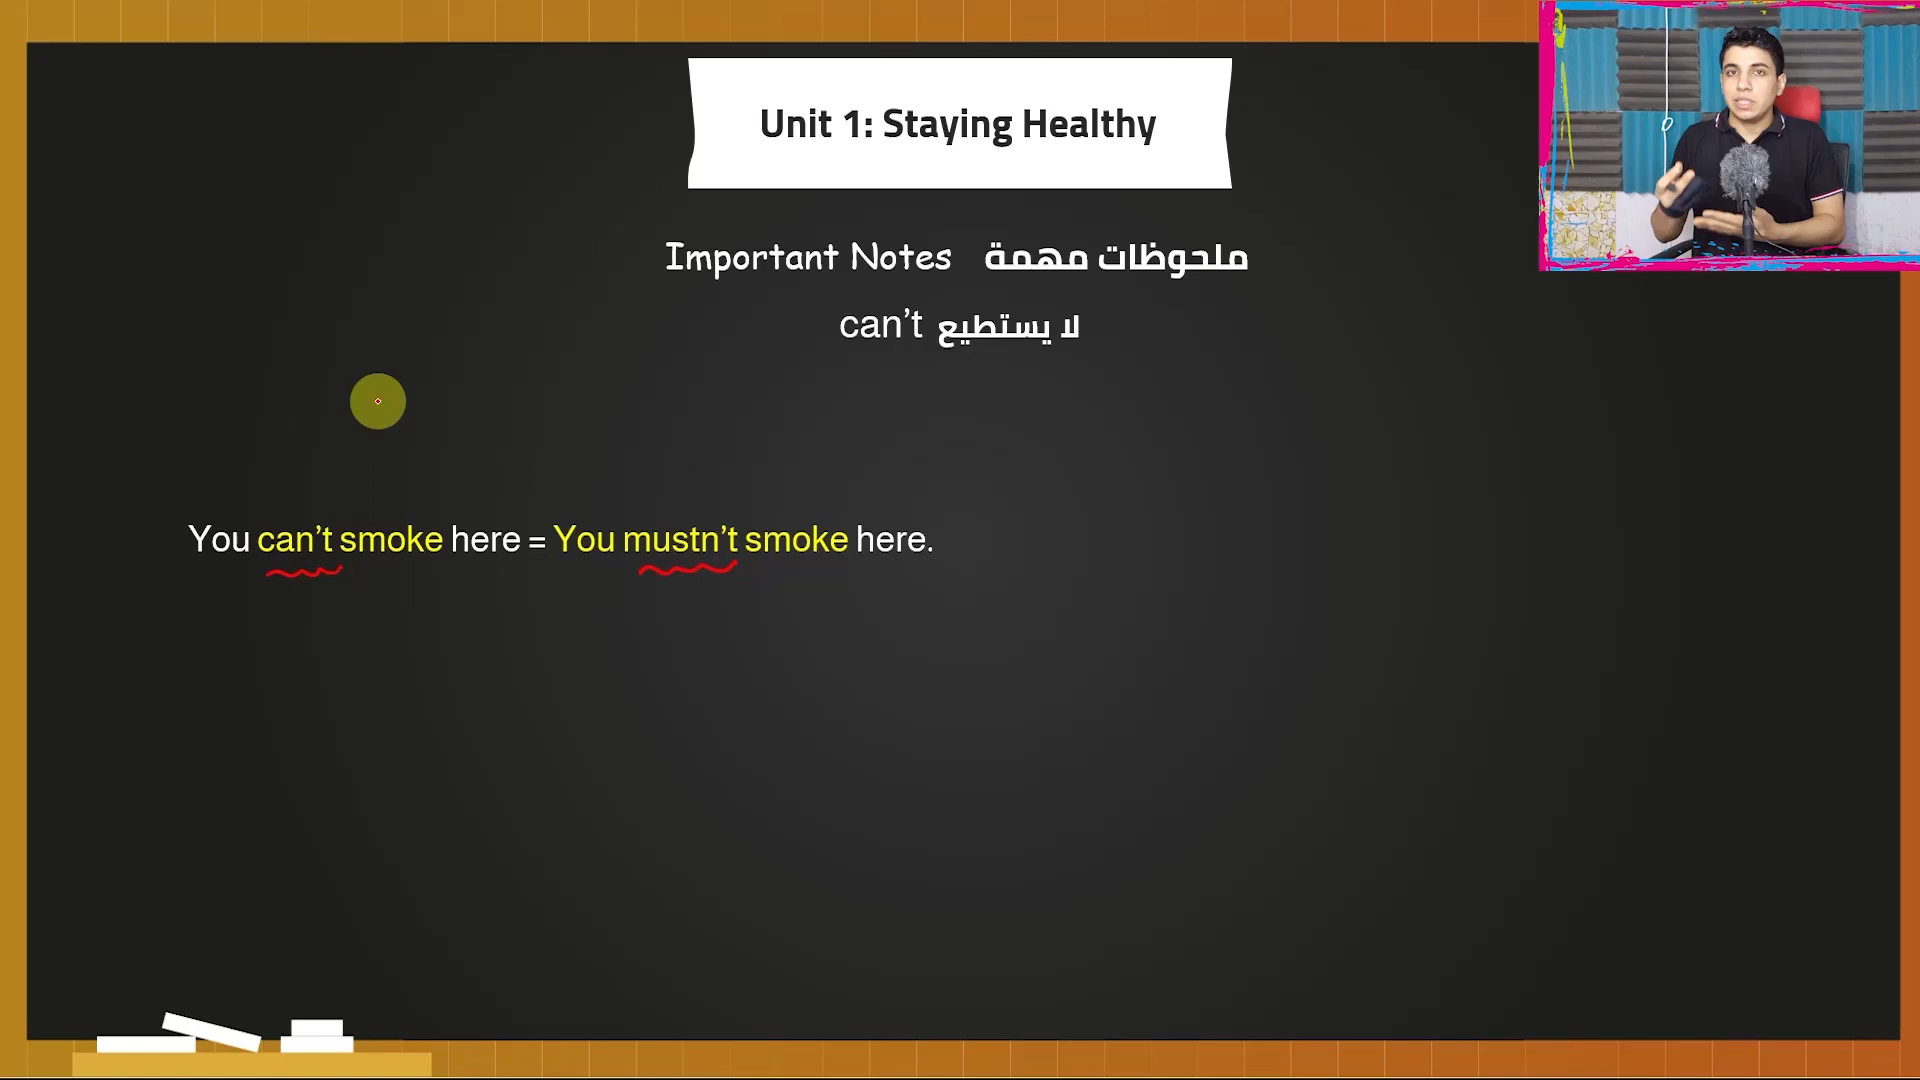 Unit 1: Staying Healthy
Important Notes ملحوظات مهمة
can’t لا يستطيع
You can’t smoke here = You mustn’t smoke here.